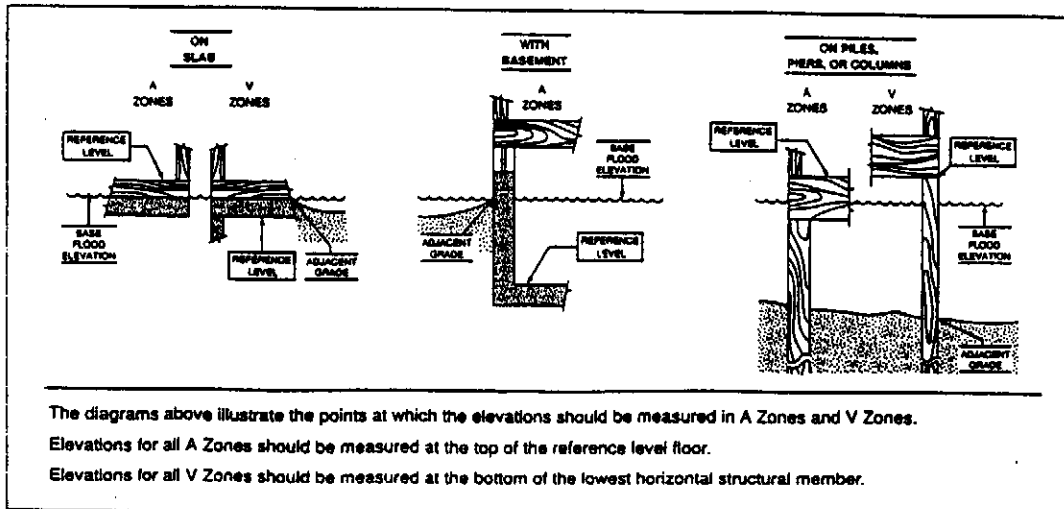 ON
SLAB
A
ZONES
V
ZONES
REFERENCE
LEVEL
BASE
FLOOD
ELEVATION
REFERENCE
LEVEL
ADJACENT
GRADE
WITH
BASEMENT
A
ZONES
BASE
FLOOD
ELEVATION
ADJACENT
GRADE
REFERENCE
LEVEL
ON PILES,
PIERS, OR COLUMNS
A
ZONES
V
ZONES
REFERENCE
LEVEL
REFERENCE
LEVEL
BASE
FLOOD
ELEVATION
ADJACENT
GRADE
The diagrams above illustrate the points at which the elevations should be measured in A Zones and V Zones.
Elevations for all A Zones should be measured at the top of the reference level floor.
Elevations for all V Zones should be measured at the bottom of the lowest horizontal structural member.